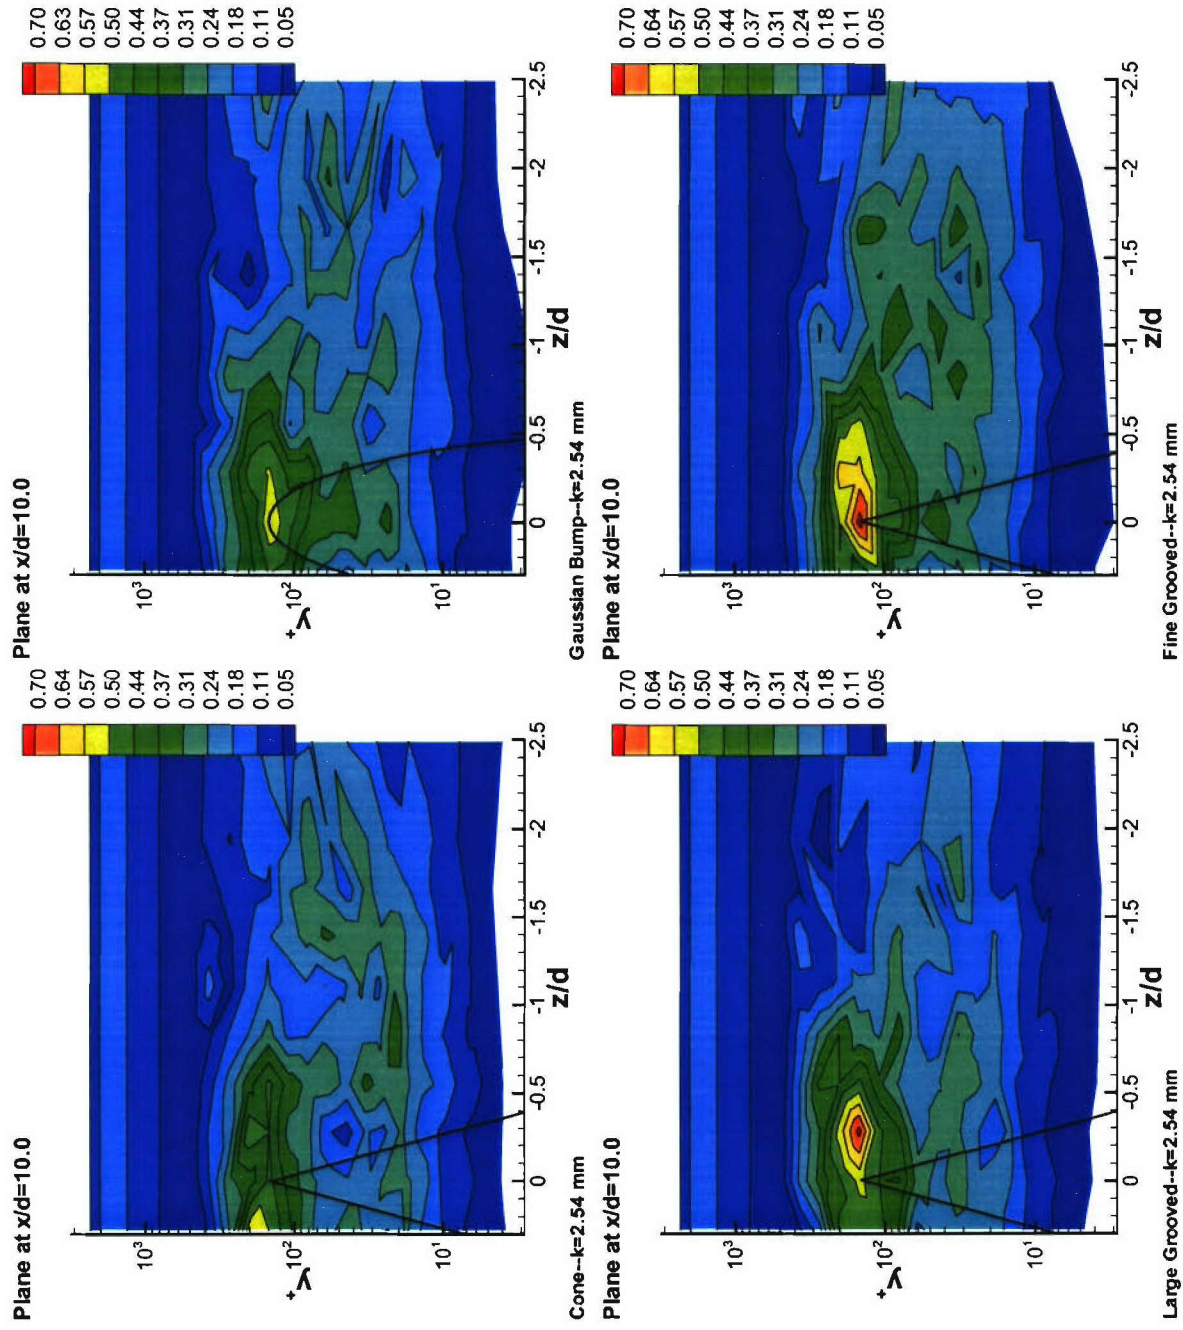 Plane at x/d=10.0
0.70
0.64
0.57
0.50
0.44
0.37
0.31
0.24
0.18
0.11
0.05
10³
10²
10¹
y⁺
0 -0.5 -1 -1.5 -2 -2.5
z/d
Cone--k=2.54 mm
Plane at x/d=10.0
0.70
0.63
0.57
0.50
0.44
0.37
0.31
0.24
0.18
0.11
0.05
10³
10²
10¹
y⁺
0 -0.5 -1 -1.5 -2 -2.5
z/d
Gaussian Bump--k=2.54 mm
Plane at x/d=10.0
0.70
0.64
0.57
0.50
0.44
0.37
0.31
0.24
0.18
0.11
0.05
10³
10²
10¹
y⁺
0 -0.5 -1 -1.5 -2 -2.5
z/d
Large Grooved--k=2.54 mm
Plane at x/d=10.0
0.70
0.64
0.57
0.50
0.44
0.37
0.31
0.24
0.18
0.11
0.05
10³
10²
10¹
y⁺
0 -0.5 -1 -1.5 -2 -2.5
z/d
Fine Grooved--k=2.54 mm